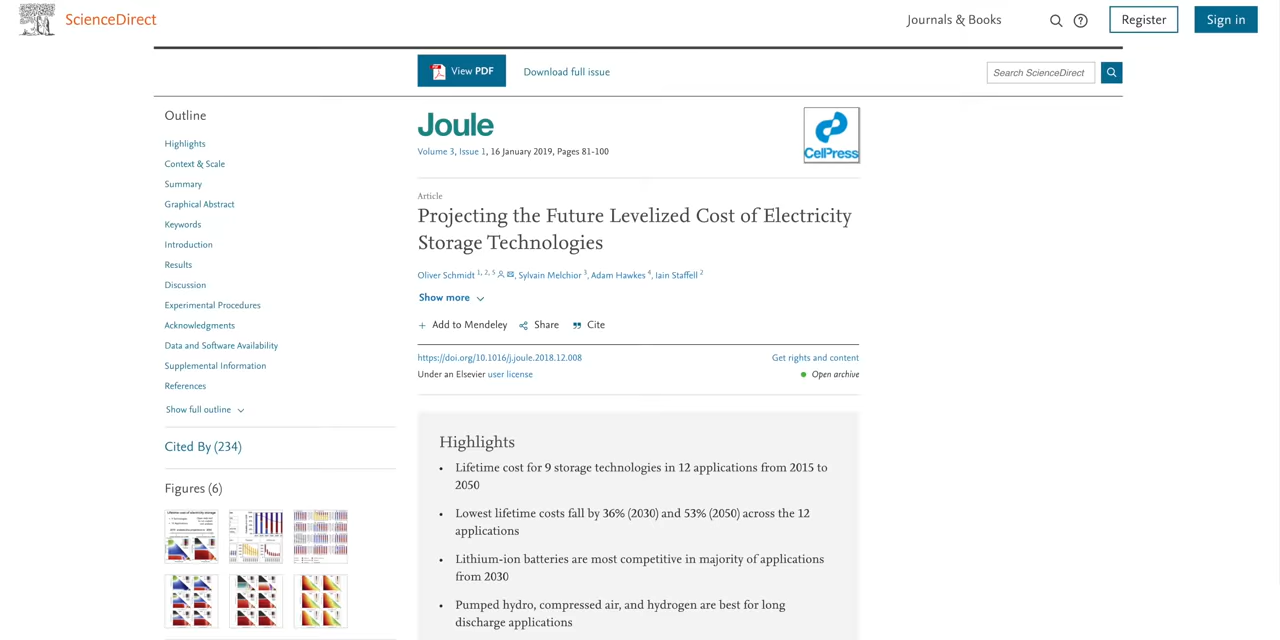 ScienceDirect
Journals & Books
Register
Sign in
View PDF
Download full issue
Search ScienceDirect
Outline
Highlights
Context & Scale
Summary
Graphical Abstract
Keywords
Introduction
Results
Discussion
Experimental Procedures
Acknowledgments
Data and Software Availability
Supplemental Information
References
Show full outline
Cited By (234)
Figures (6)
Joule
Volume 3, Issue 1, 16 January 2019, Pages 81-100
CelPress
Article
Projecting the Future Levelized Cost of Electricity
Storage Technologies
Oliver Schmidt 1, 2, 5, Sylvain Melchior 3, Adam Hawkes 4, Iain Staffell 2
Show more
+ Add to Mendeley Share Cite
https://doi.org/10.1016/j.joule.2018.12.008
Get rights and content
Under an Elsevier user license
Open archive
Highlights
• Lifetime cost for 9 storage technologies in 12 applications from 2015 to
2050
• Lowest lifetime costs fall by 36% (2030) and 53% (2050) across the 12
applications
• Lithium-ion batteries are most competitive in majority of applications
from 2030
• Pumped hydro, compressed air, and hydrogen are best for long
discharge applications